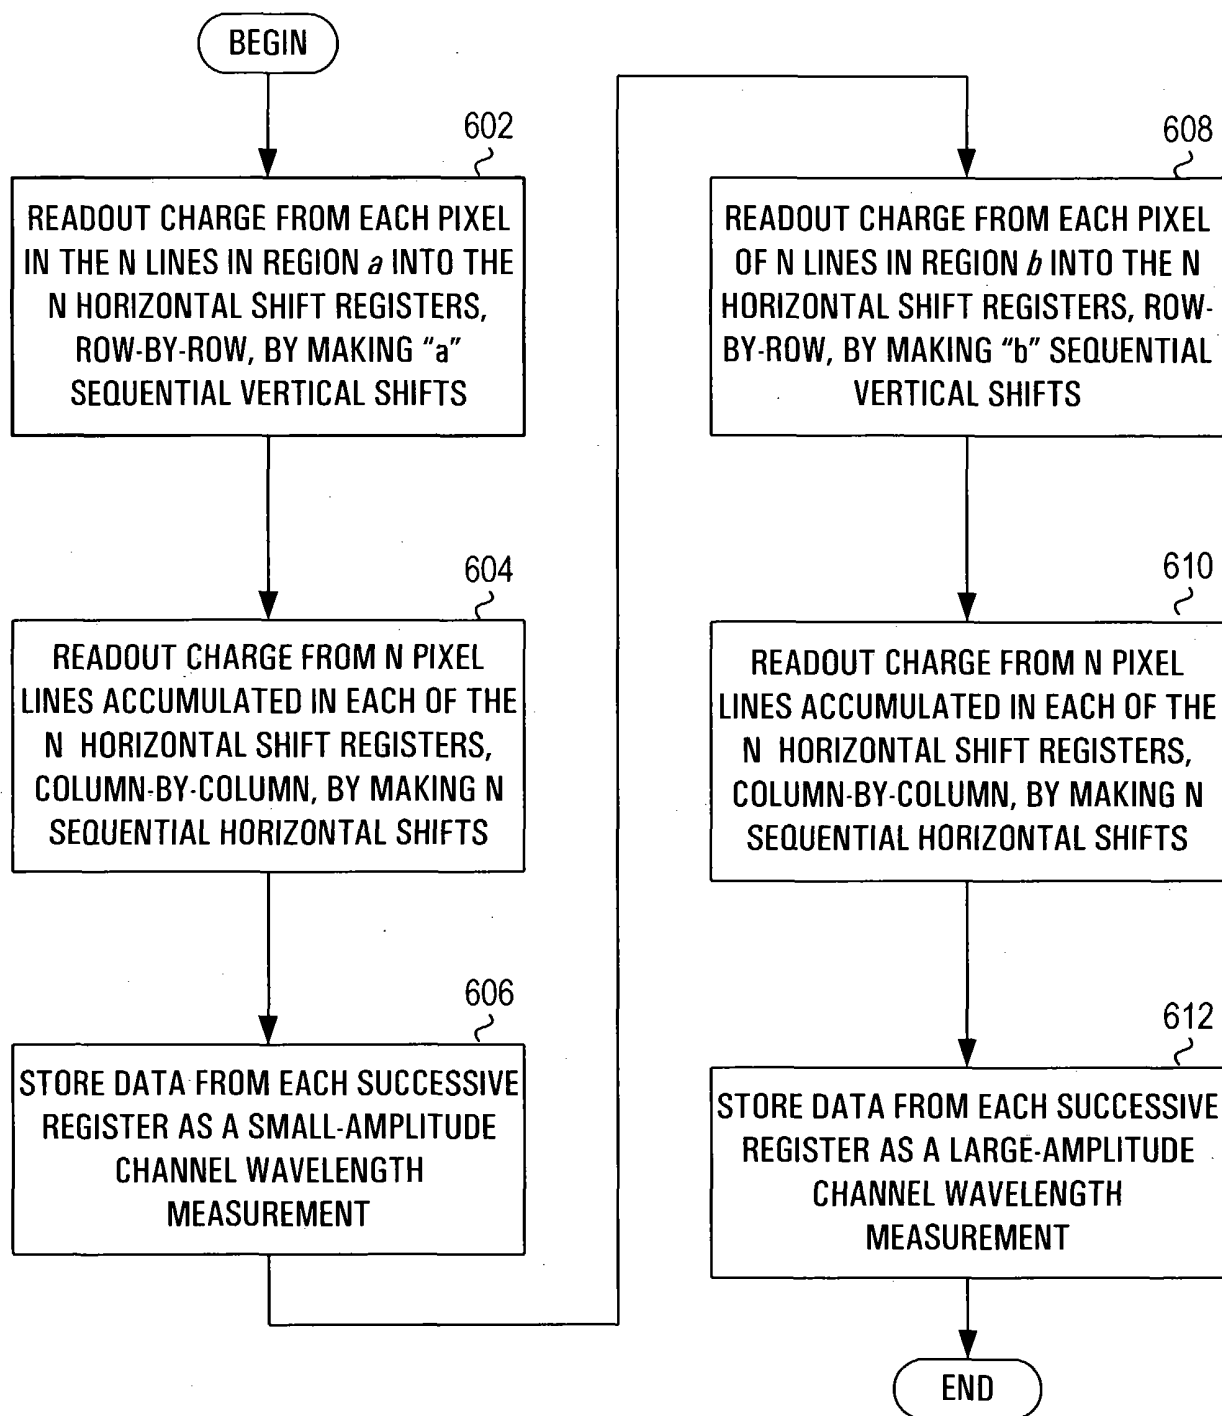 BEGIN
602
READOUT CHARGE FROM EACH PIXEL
IN THE N LINES IN REGION a INTO THE
N HORIZONTAL SHIFT REGISTERS,
ROW-BY-ROW, BY MAKING “a”
SEQUENTIAL VERTICAL SHIFTS
604
READOUT CHARGE FROM N PIXEL
LINES ACCUMULATED IN EACH OF THE
N HORIZONTAL SHIFT REGISTERS,
COLUMN-BY-COLUMN, BY MAKING N
SEQUENTIAL HORIZONTAL SHIFTS
606
STORE DATA FROM EACH SUCCESSIVE
REGISTER AS A SMALL-AMPLITUDE
CHANNEL WAVELENGTH
MEASUREMENT
608
READOUT CHARGE FROM EACH PIXEL
OF N LINES IN REGION b INTO THE N
HORIZONTAL SHIFT REGISTERS, ROW-
BY-ROW, BY MAKING “b” SEQUENTIAL
VERTICAL SHIFTS
610
READOUT CHARGE FROM N PIXEL
LINES ACCUMULATED IN EACH OF THE
N HORIZONTAL SHIFT REGISTERS,
COLUMN-BY-COLUMN, BY MAKING N
SEQUENTIAL HORIZONTAL SHIFTS
612
STORE DATA FROM EACH SUCCESSIVE
REGISTER AS A LARGE-AMPLITUDE
CHANNEL WAVELENGTH
MEASUREMENT
END